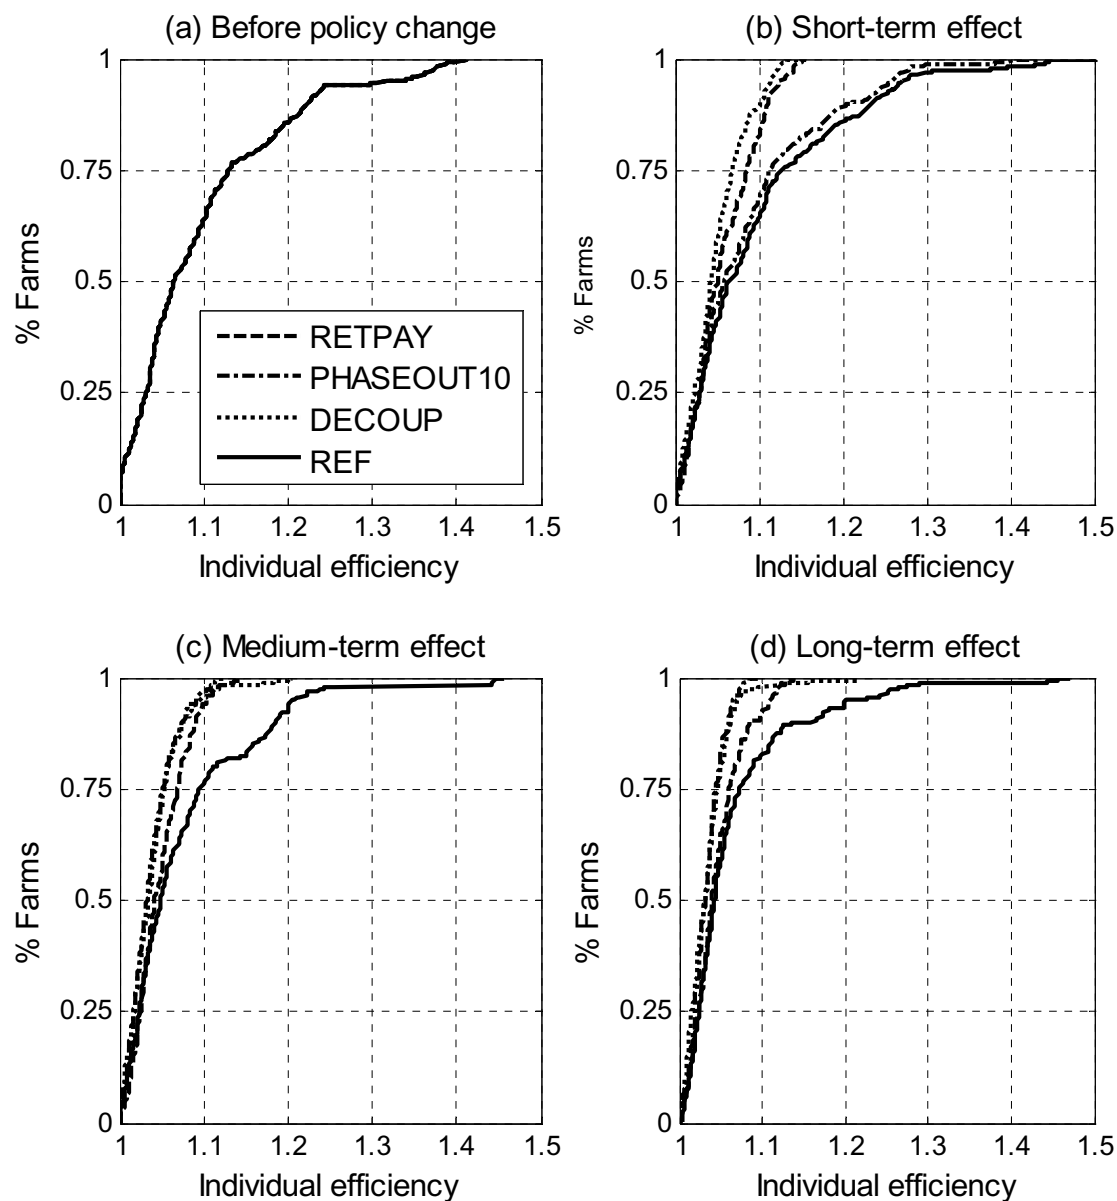 (a) Before policy change
1
0.75
0.5
0.25
0
% Farms
RETPAY
PHASEOUT10
DECOUP
REF
1 1.1 1.2 1.3 1.4 1.5
Individual efficiency
(b) Short-term effect
1
0.75
0.5
0.25
0
% Farms
1 1.1 1.2 1.3 1.4 1.5
Individual efficiency
(c) Medium-term effect
1
0.75
0.5
0.25
0
% Farms
1 1.1 1.2 1.3 1.4 1.5
Individual efficiency
(d) Long-term effect
1
0.75
0.5
0.25
0
% Farms
1 1.1 1.2 1.3 1.4 1.5
Individual efficiency